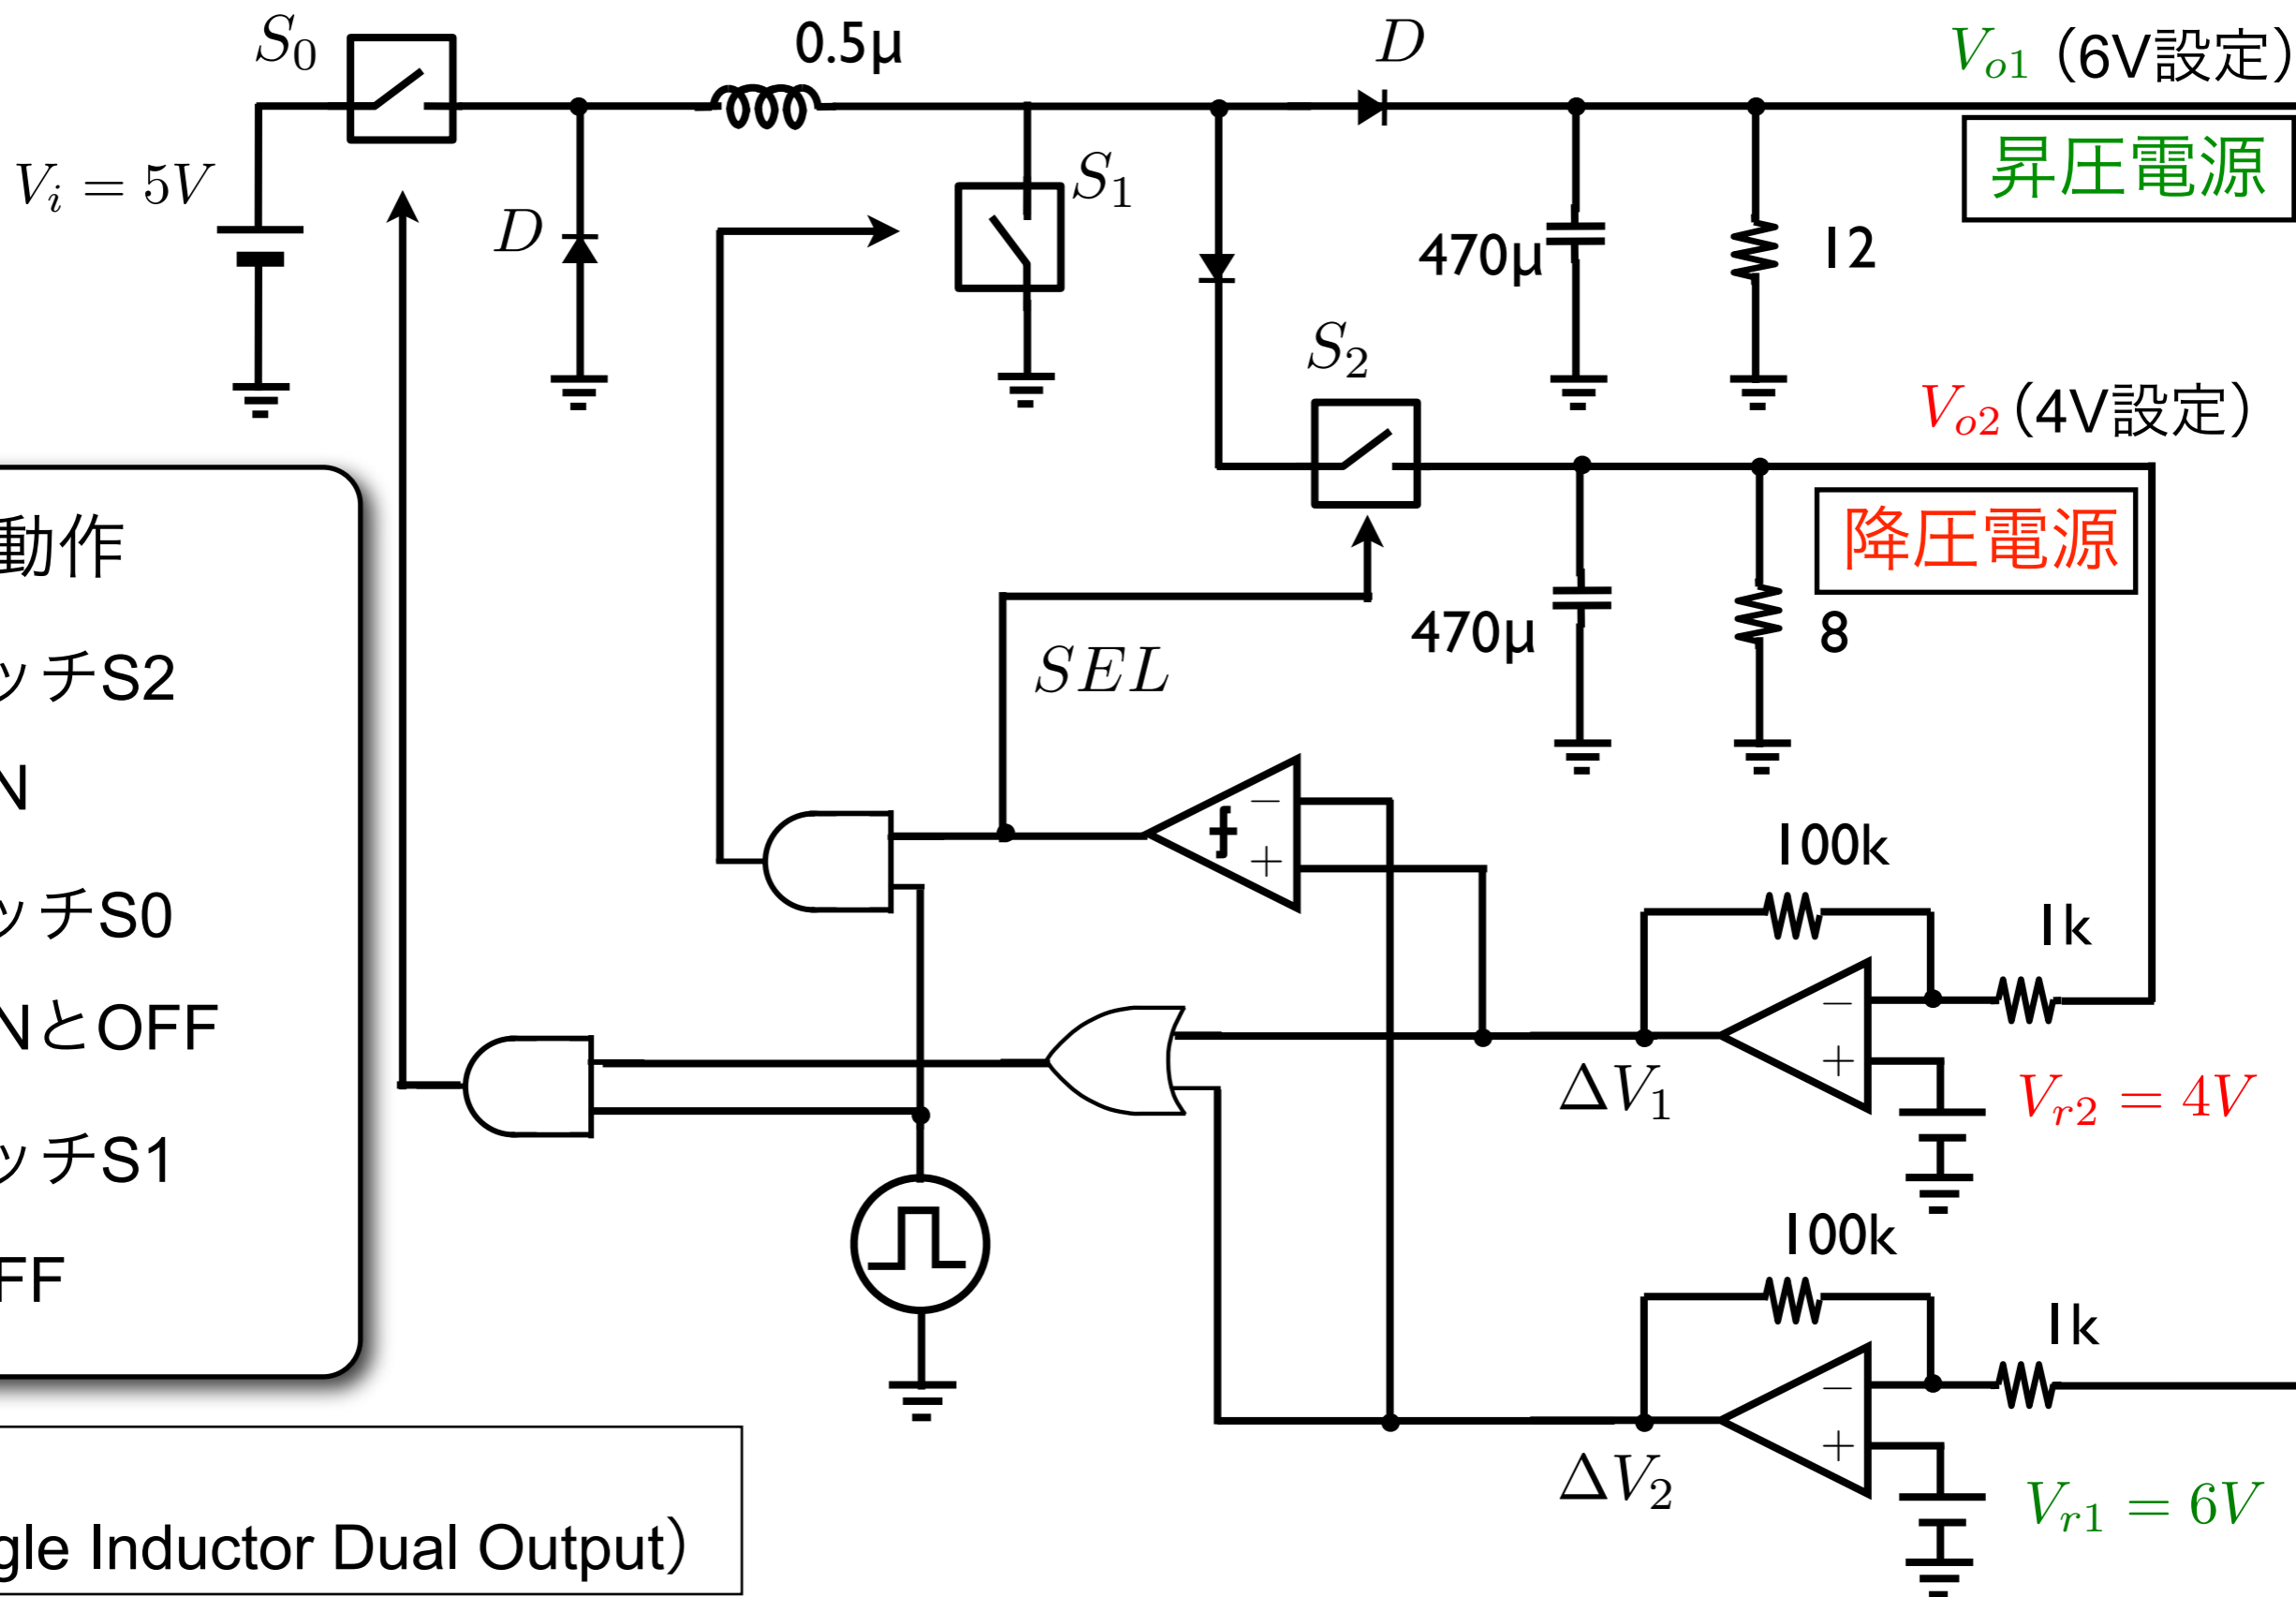 S0
0.5μ
D
Vo1（6V設定）
昇圧電源
Vi = 5V
D
S1
470μ
12
S2
Vo2（4V設定）
降圧電源
470μ
8
動作
ッチS2
N
ッチS0
NとOFF
ッチS1
FF
SEL
−
+
100k
1k
−
+
ΔV1
Vr2 = 4V
100k
1k
−
+
ΔV2
Vr1 = 6V
gle Inductor Dual Output）